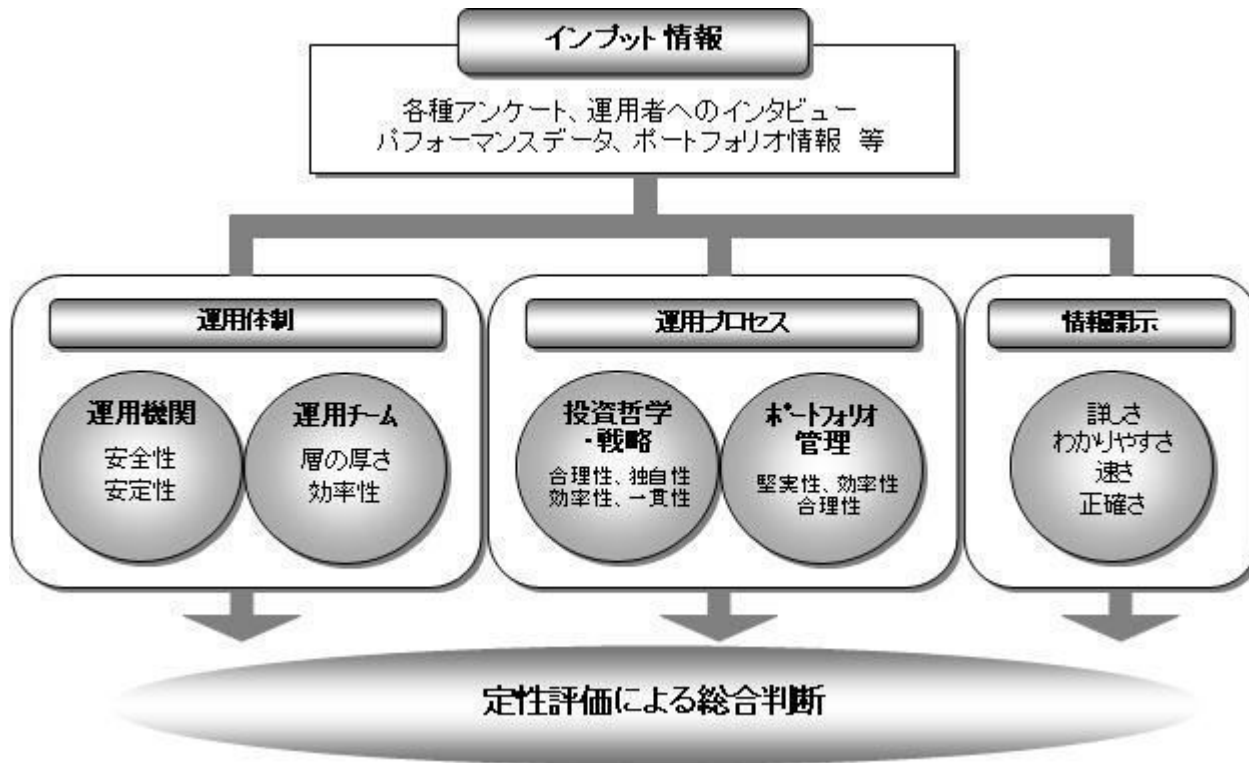 インプット 情報
各種アンケート、運用者へのインタビュー
パフォーマンスデータ、ポートフォリオ情報 等
運用体制
運用機関
安全性
安定性
運用チーム
層の厚さ
効率性
運用プロセス
投資哲学
・戦略
合理性、独自性
効率性、一貫性
ポートフォリオ
管理
堅実性、効率性
合理性
情報開示
詳しさ
わかりやすさ
速さ
正確さ
定性評価による総合判断